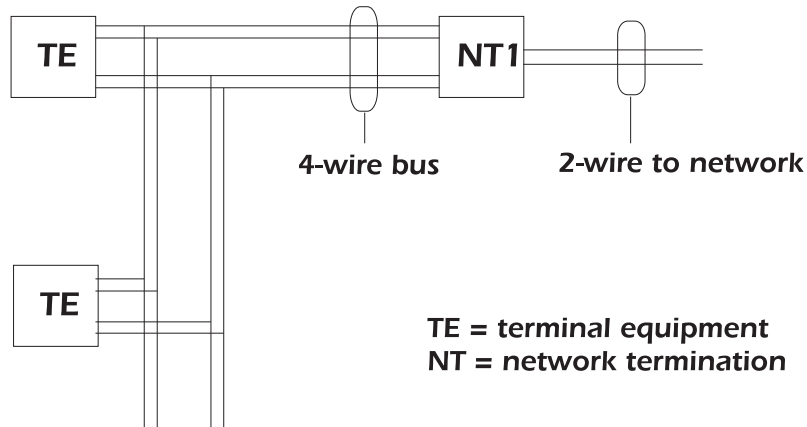 TE
NT1
4-wire bus
2-wire to network
TE
TE = terminal equipment
NT = network termination